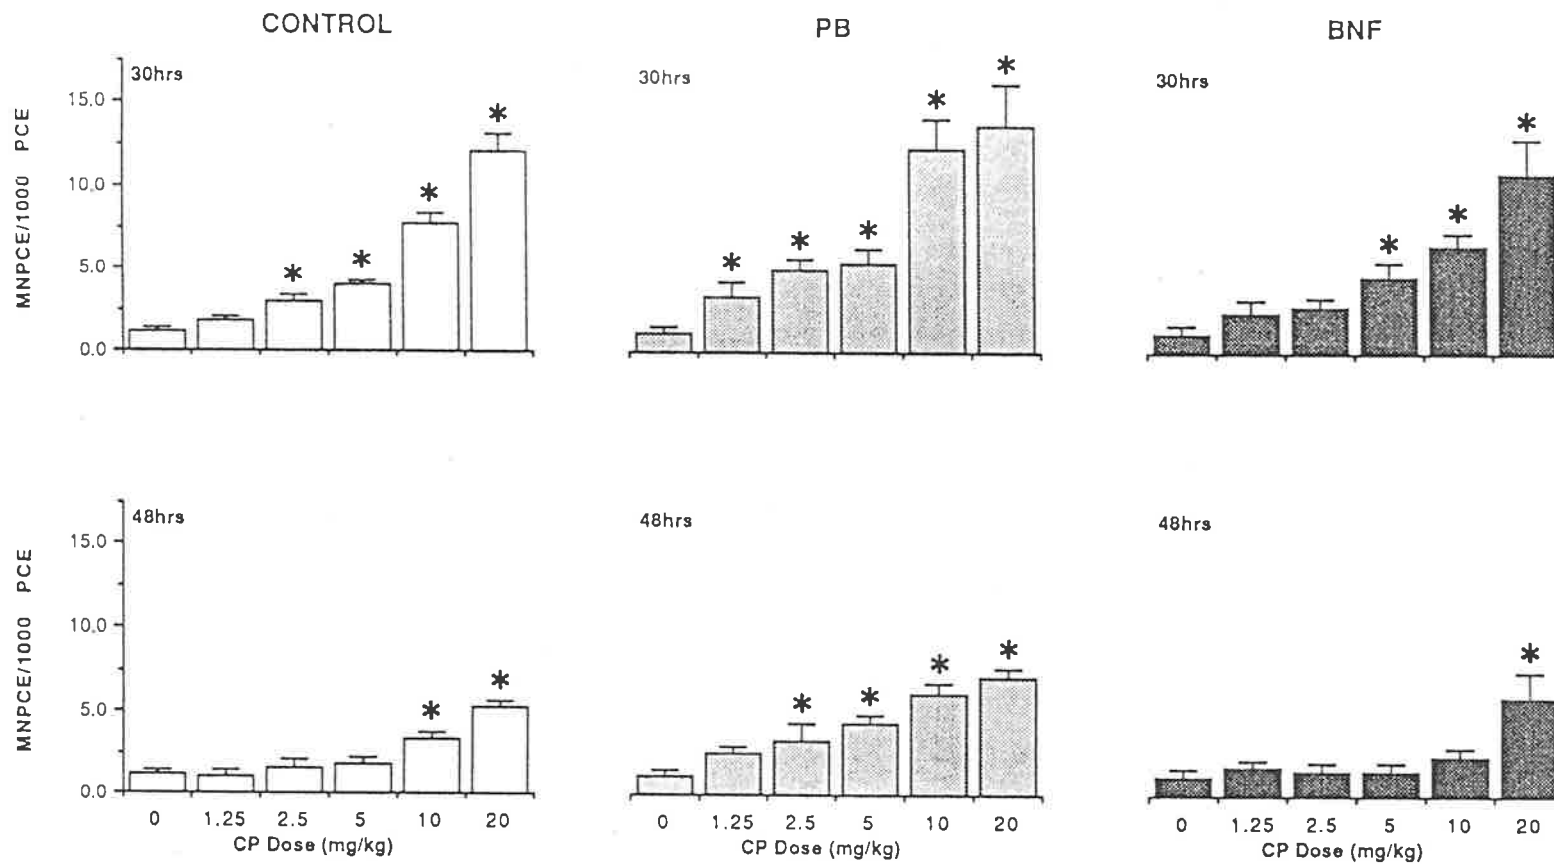 CONTROL PB BNF
30hrs 30hrs 30hrs
MNPCE/1000 PCE
15.0
10.0
5.0
0.0
* * * *
* * * * *
* * *
48hrs 48hrs 48hrs
MNPCE/1000 PCE
15.0
10.0
5.0
0.0
* *
* * * *
*
0 1.25 2.5 5 10 20
CP Dose (mg/kg)
0 1.25 2.5 5 10 20
CP Dose (mg/kg)
0 1.25 2.5 5 10 20
CP Dose (mg/kg)